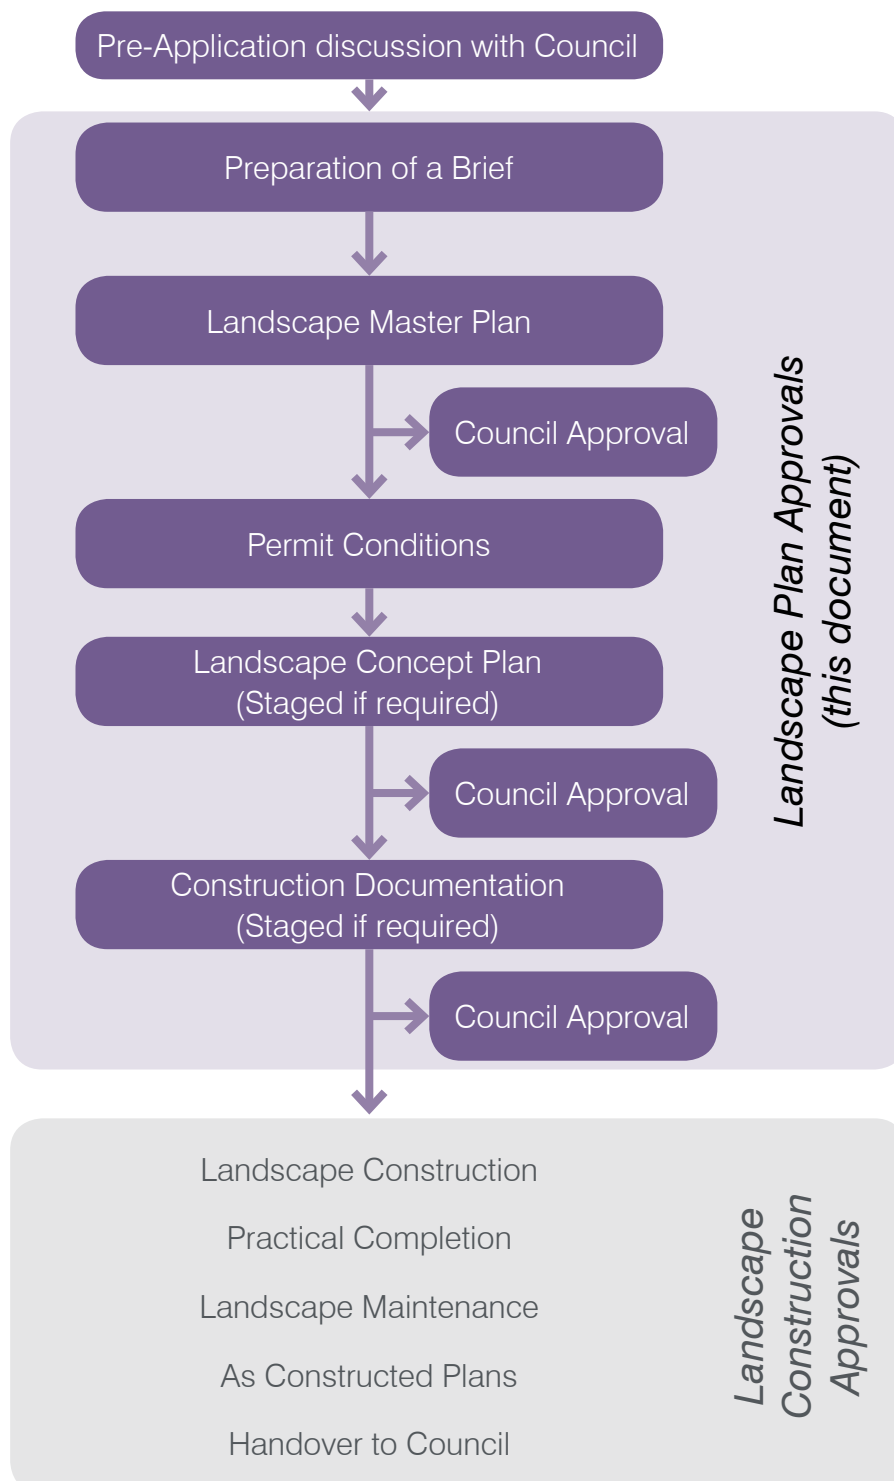 Pre-Application discussion with Council
Preparation of a Brief
Landscape Master Plan
Council Approval
Permit Conditions
Landscape Concept Plan
(Staged if required)
Council Approval
Construction Documentation
(Staged if required)
Council Approval
Landscape Plan Approvals
(this document)
Landscape Construction
Practical Completion
Landscape Maintenance
As Constructed Plans
Handover to Council
Landscape
Construction
Approvals